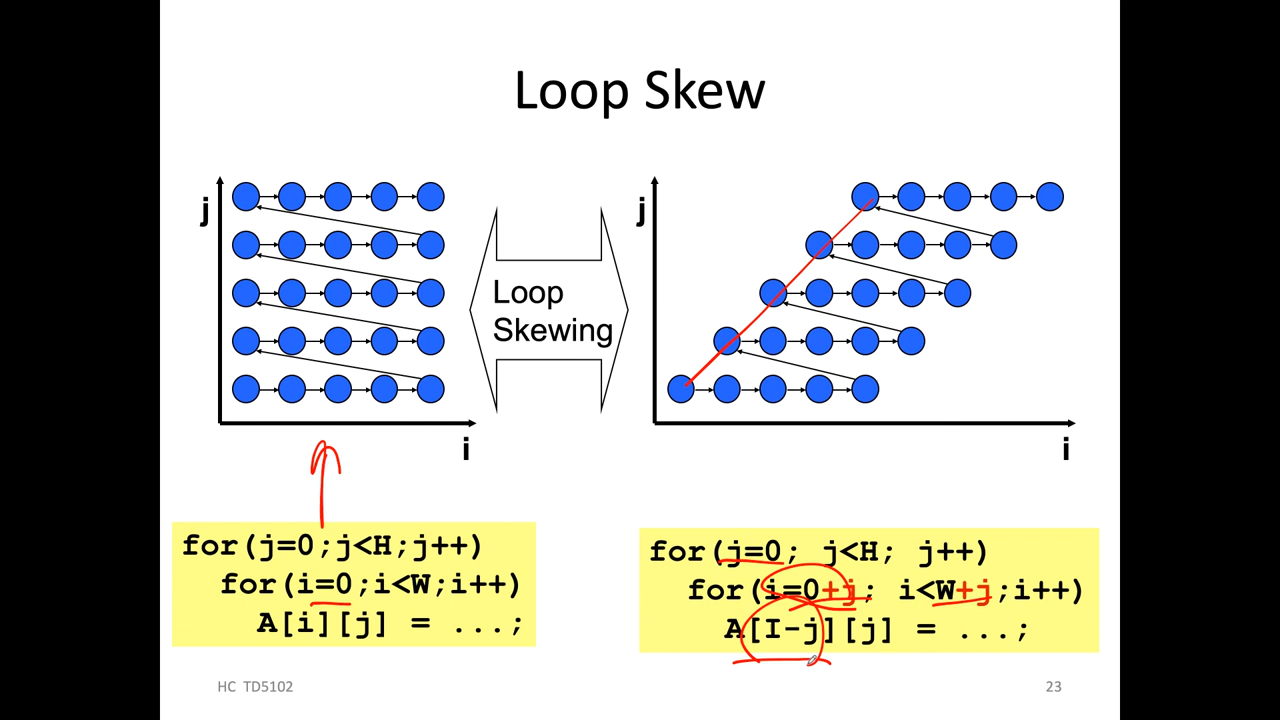 Loop Skew
j
i
Loop
Skewing
j
i
for(j=0;j<H;j++)
for(i=0;i<W;i++)
A[i][j] = ...;
for(j=0; j<H; j++)
for(i=0+j; i<W+j;i++)
A[I-j][j] = ...;
HC TD5102
23